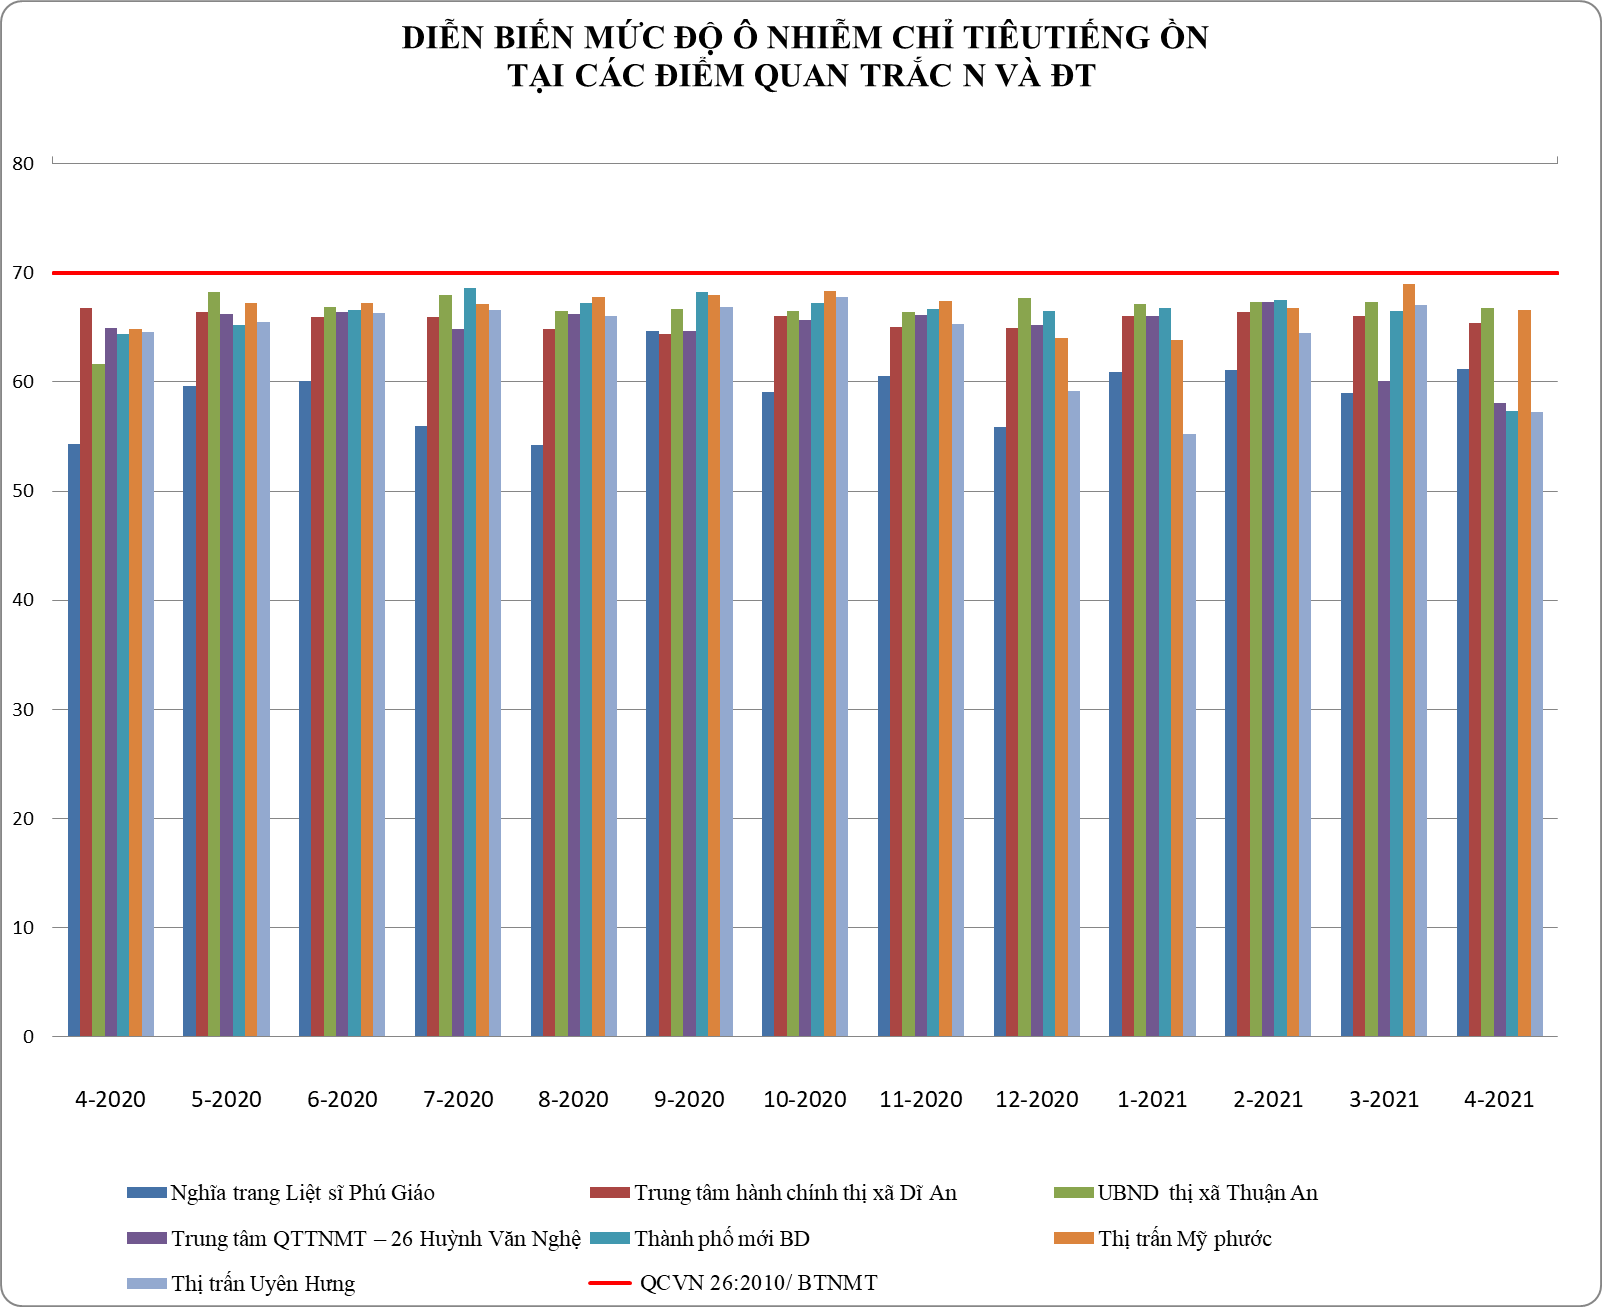 DIỄN BIẾN MỨC ĐỘ Ô NHIỄM CHỈ TIÊUTIẾNG ỒN
TẠI CÁC ĐIỂM QUAN TRẮC N VÀ ĐT
80
70
60
50
40
30
20
10
0
4-2020 5-2020 6-2020 7-2020 8-2020 9-2020 10-2020 11-2020 12-2020 1-2021 2-2021 3-2021 4-2021
Nghĩa trang Liệt sĩ Phú Giáo Trung tâm hành chính thị xã Dĩ An UBND thị xã Thuận An
Trung tâm QTTNMT – 26 Huỳnh Văn Nghệ Thành phố mới BD Thị trấn Mỹ phước
Thị trấn Uyên Hưng QCVN 26:2010/ BTNMT